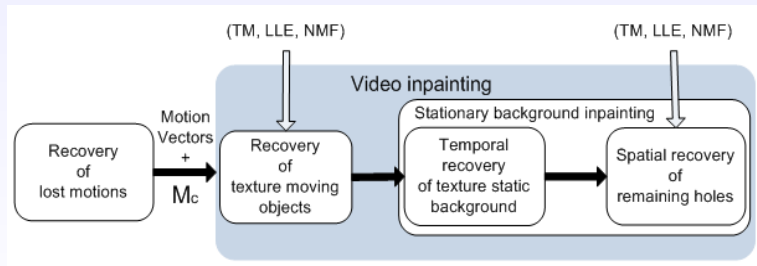 (TM, LLE, NMF)
(TM, LLE, NMF)
Video inpainting
Stationary background inpainting
Motion
Vectors
+
Mc
Recovery
of
lost motions
Recovery
of
texture moving
objects
Temporal
recovery
of texture static
background
Spatial recovery
of
remaining holes